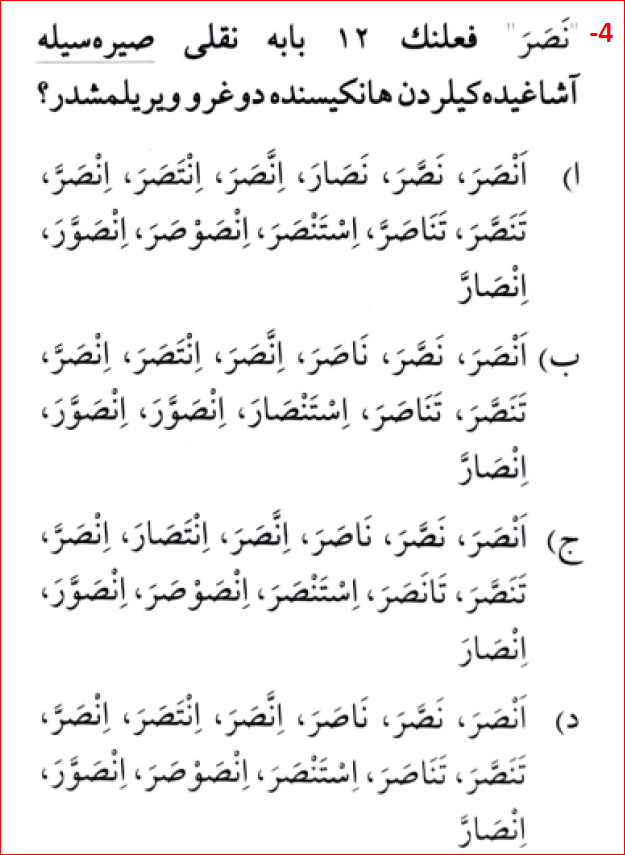 4- "نَصَرَ" فعلنك ١٢ بابه نقلی صيره‌سيله
آشاغيده‌كيلردن هانكيسنده دوغرو ويريلمشدر؟
ا) اَنْصَرَ، نَصَّرَ، نَصَارَ، اِنَّصَرَ، اِنْتَصَرَ، اِنْصَرَّ،
تَنَصَّرَ، تَنَاصَرَّ، اِسْتَنْصَرَ، اِنْصَوْصَرَ، اِنْصَوَّرَ،
اِنْصَارَّ
ب) اَنْصَرَ، نَصَّرَ، نَاصَرَ، اِنَّصَرَ، اِنْتَصَرَ، اِنْصَرَّ،
تَنَصَّرَ، تَنَاصَرَ، اِسْتَنْصَارَ، اِنْصَوَّرَ، اِنْصَوَّرَ،
اِنْصَارَّ
ج) اَنْصَرَ، نَصَّرَ، نَاصَرَ، اِنَّصَرَ، اِنْتَصَارَ، اِنْصَرَّ،
تَنَصَّرَ، تَانَصَرَ، اِسْتَنْصَرَ، اِنْصَوْصَرَ، اِنْصَوَّرَ،
اِنْصَارَ
د) اَنْصَرَ، نَصَّرَ، نَاصَرَ، اِنَّصَرَ، اِنْتَصَرَ، اِنْصَرَّ،
تَنَصَّرَ، تَنَاصَرَ، اِسْتَنْصَرَ، اِنْصَوْصَرَ، اِنْصَوَّرَ،
اِنْصَارَّ